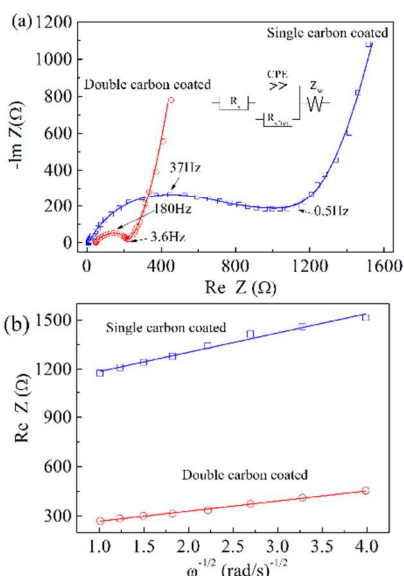 (a)
Single carbon coated
Double carbon coated
CPE
>>
Z_w
R_s
37Hz
180Hz
0.5Hz
3.6Hz
-Im Z(Ω)
1200
1000
800
600
400
200
0
0 400 800 1200 1600
Re Z (Ω)
(b)
Single carbon coated
Double carbon coated
Re Z (Ω)
1500
1200
900
600
300
1.0 1.5 2.0 2.5 3.0 3.5 4.0
φ^-1/2 (rad/s)^-1/2